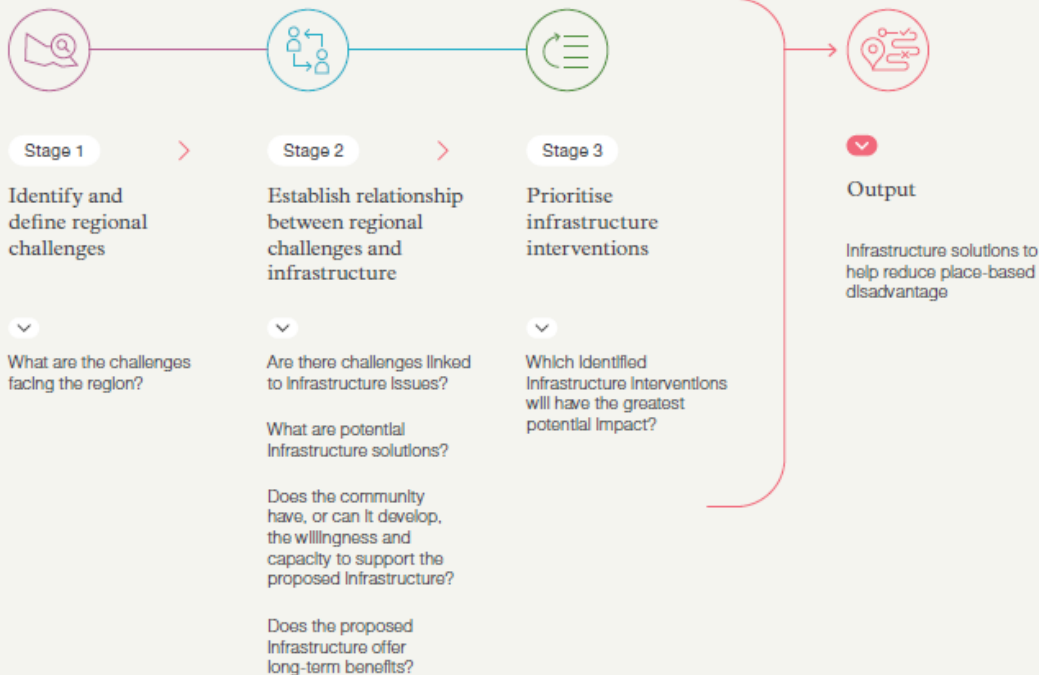 Stage 1
Identify and
define regional
challenges
What are the challenges
facing the region?
Stage 2
Establish relationship
between regional
challenges and
infrastructure
Are there challenges linked
to infrastructure issues?
What are potential
infrastructure solutions?
Does the community
have, or can it develop,
the willingness and
capacity to support the
proposed infrastructure?
Does the proposed
infrastructure offer
long-term benefits?
Stage 3
Prioritise
infrastructure
interventions
Which identified
infrastructure interventions
will have the greatest
potential impact?
Output
Infrastructure solutions to
help reduce place-based
disadvantage